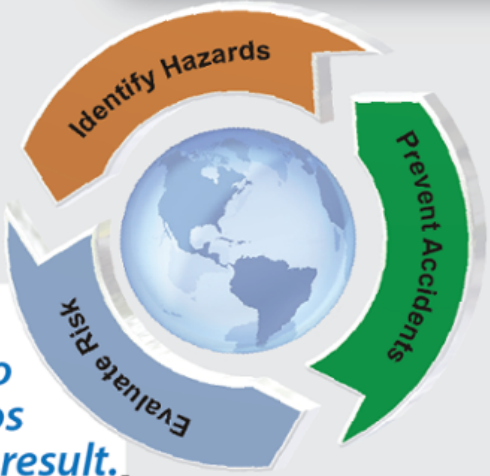 Identify Hazards
Prevent Accidents
Evaluate Risk
result.